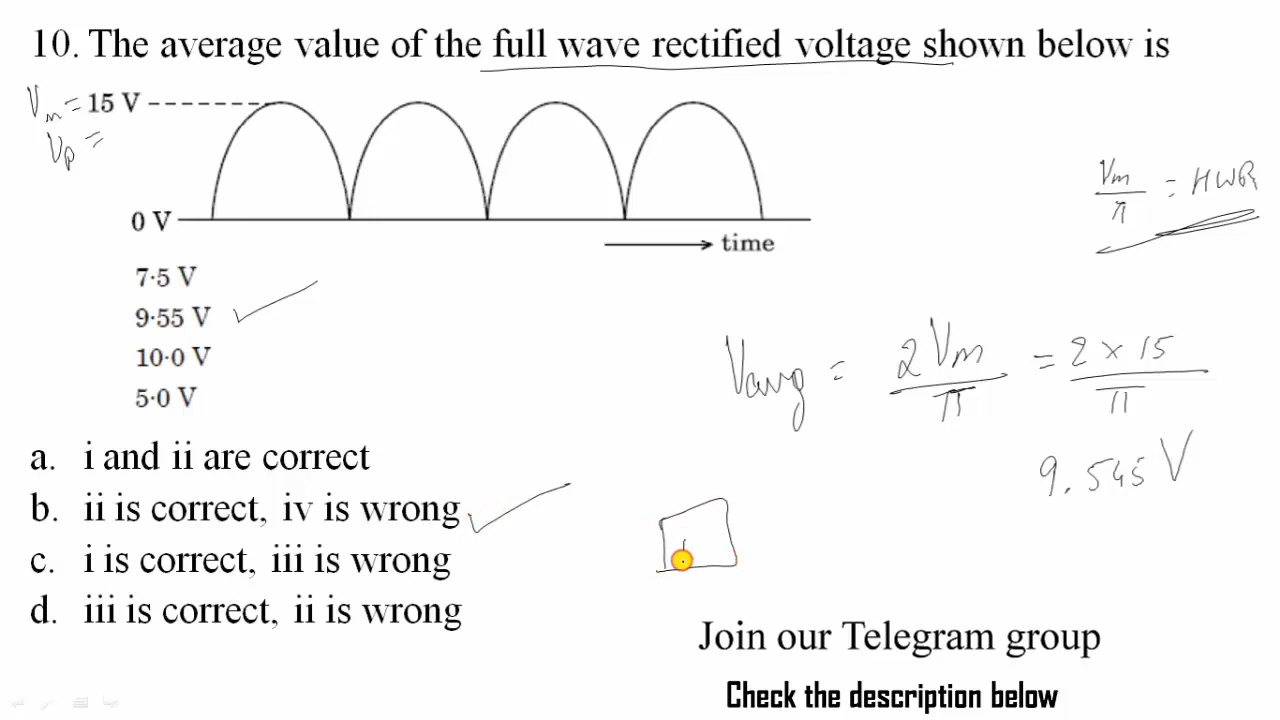 10. The average value of the full wave rectified voltage shown below is
Vm = 15 V
Vp =
0 V
time
Vm/π = HWR
7·5 V
9·55 V
10·0 V
5·0 V
Vavg = 2Vm/π = 2 × 15/π
9.545 V
a. i and ii are correct
b. ii is correct, iv is wrong
c. i is correct, iii is wrong
d. iii is correct, ii is wrong
Join our Telegram group
Check the description below